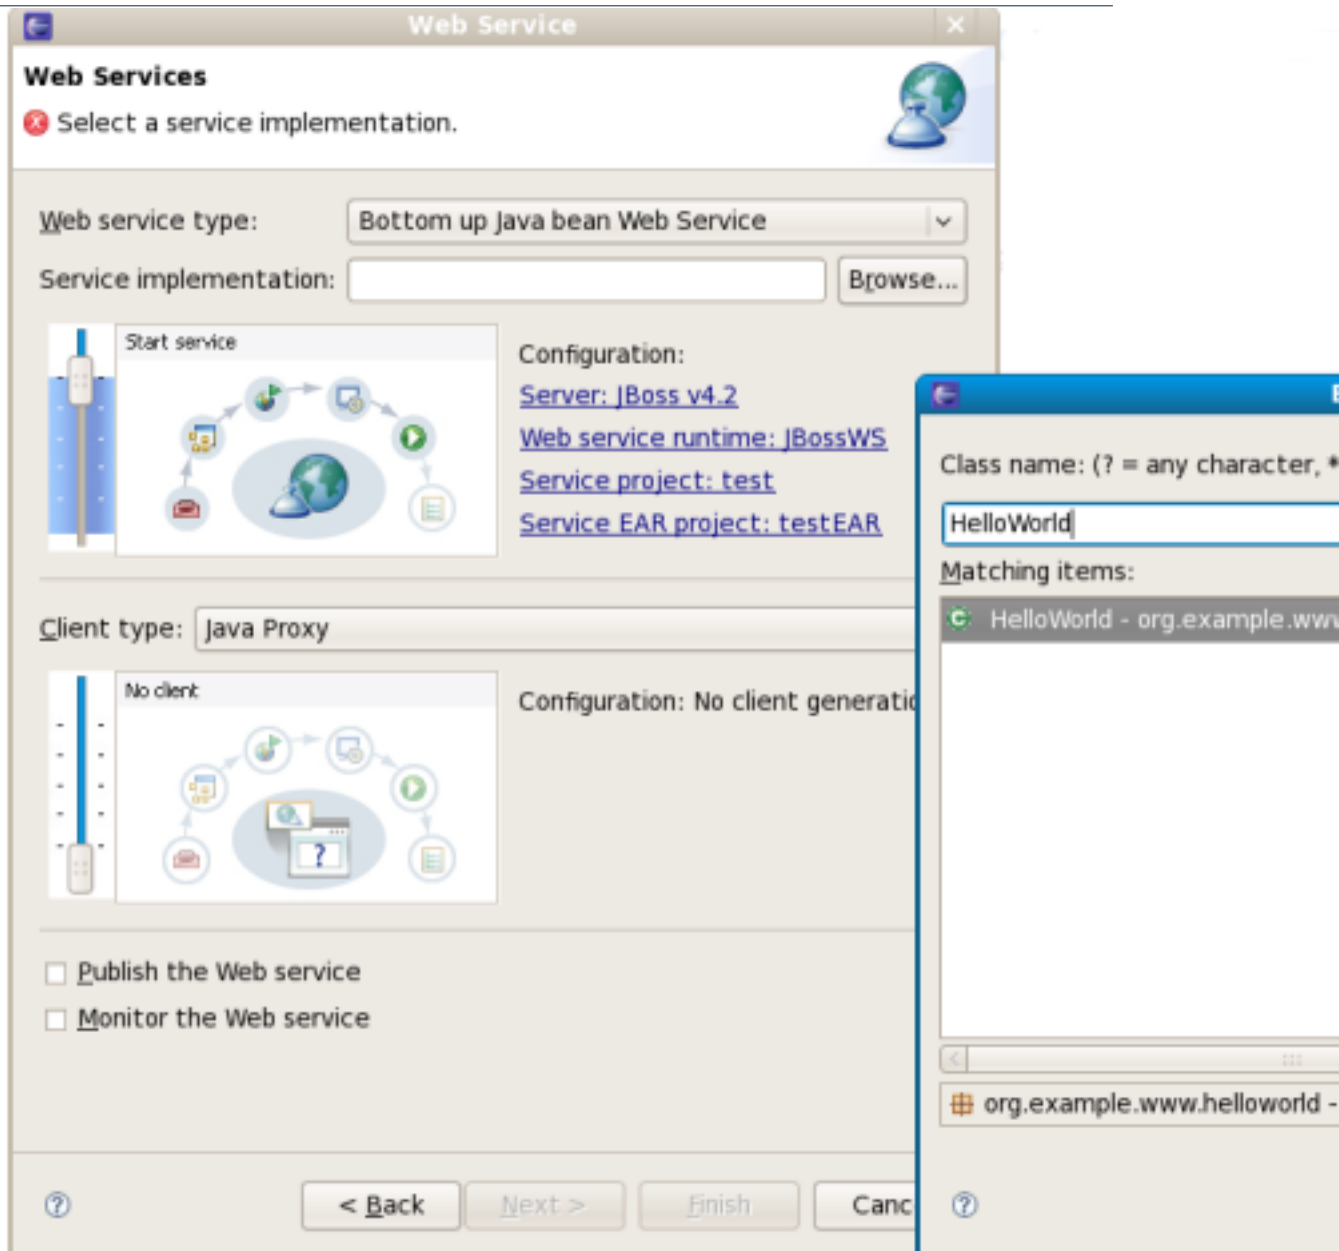 Web Service
Web Services
Select a service implementation.
Web service type: Bottom up Java bean Web Service
Service implementation: Browse...
Start service
Configuration:
Server: JBoss v4.2
Web service runtime: JBossWS
Service project: test
Service EAR project: testEAR
Client type: Java Proxy
No client
Configuration: No client
?
Publish the Web service
Monitor the Web service
< Back Next > Finish
Class name: (? = any character, *
HelloWorld
Matching items:
HelloWorld - org.example.www
org.example.www.helloworld -